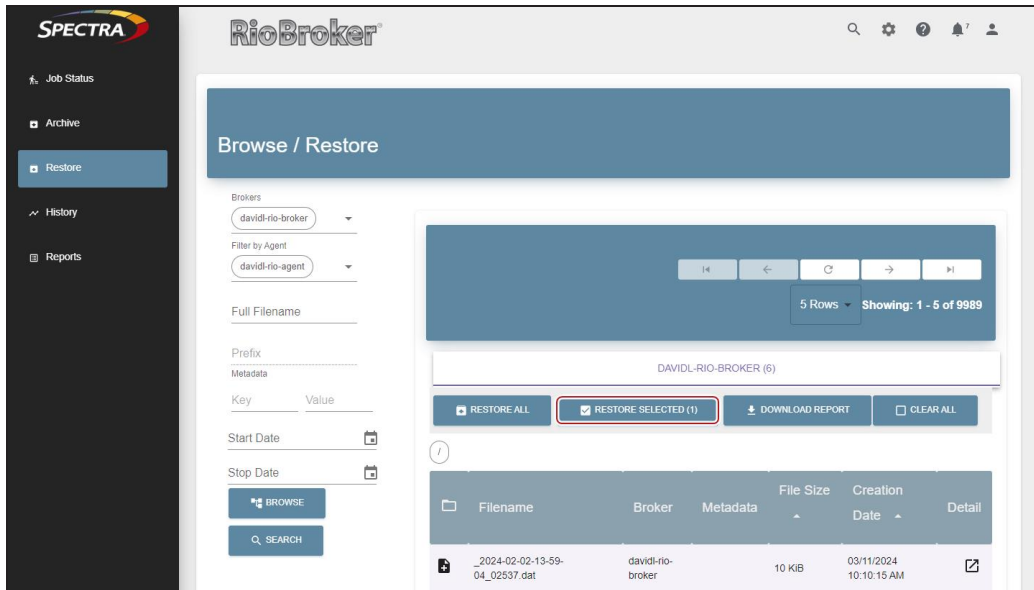 SPECTRA
RioBroker®
7
Job Status
Archive
Restore
History
Reports
Browse / Restore
Brokers
davidl-rio-broker
Filter by Agent
davidl-rio-agent
Full Filename
Prefix
Metadata
Key Value
Start Date
Stop Date
BROWSE
SEARCH
5 Rows Showing: 1 - 5 of 9989
DAVIDL-RIO-BROKER (6)
RESTORE ALL RESTORE SELECTED (1) DOWNLOAD REPORT CLEAR ALL
/
Filename Broker Metadata File Size Creation Date Detail
_2024-02-02-13-59-04_02537.dat davidl-rio-broker 10 KiB 03/11/2024 10:10:15 AM